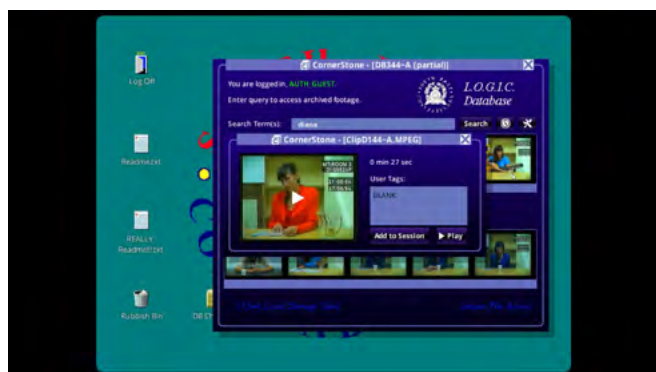 Log Off
CornerStone - [DB344-A (partial)]
You are logged in, AUTH_GUEST.
Enter query to access archived footage.
L.O.G.I.C.
Database
Search Term(s):
diane
Search
CornerStone - [ClipD144-A.MPEG]
Readme.txt
0 min 27 sec
User Tags:
BLANK
Add to Session
Play
REALLY
Readme!!!.txt
Rubbish Bin